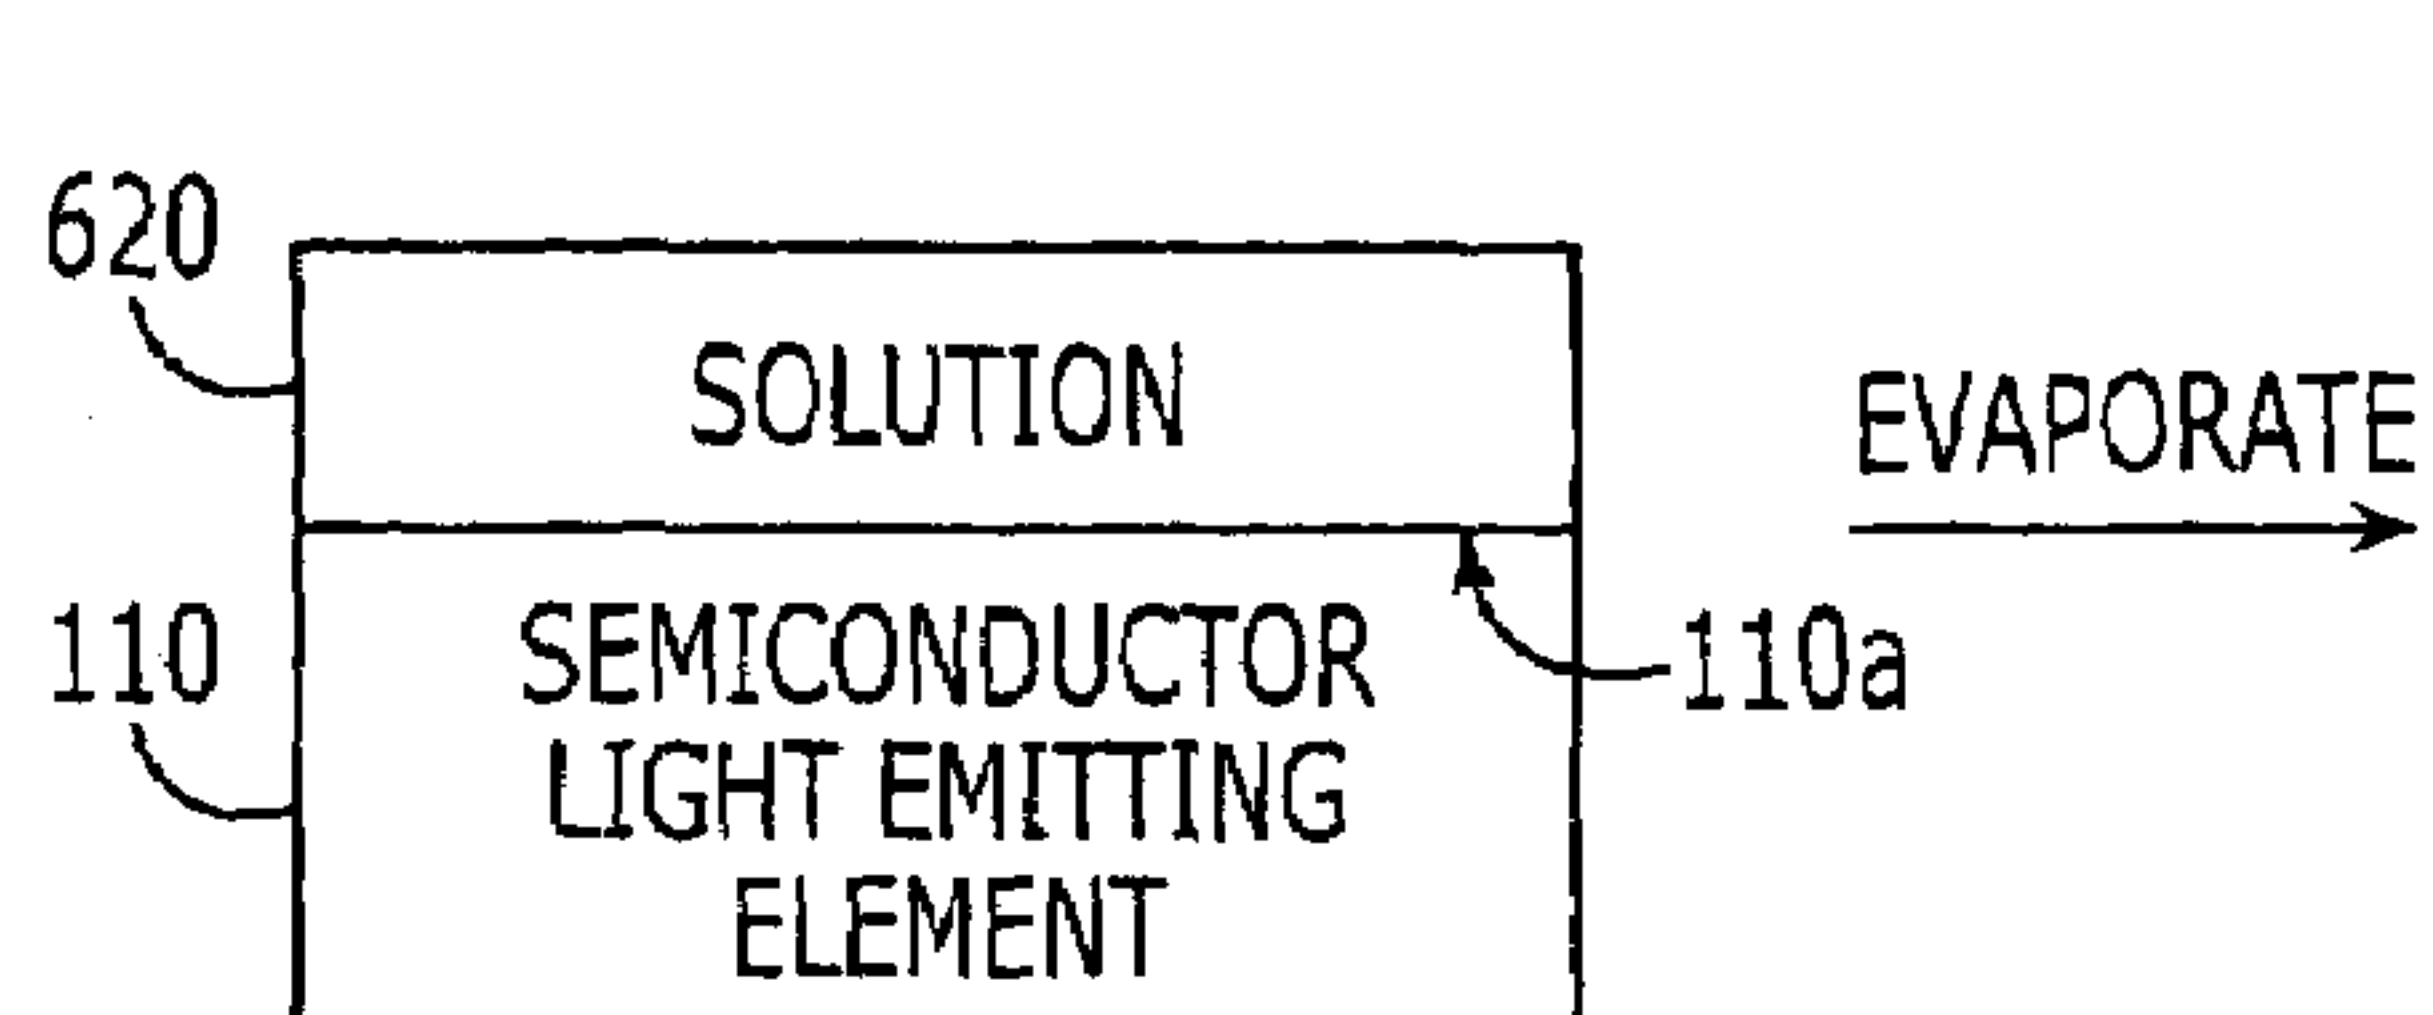 620
SOLUTION
EVAPORATE
110
SEMICONDUCTOR
LIGHT EMITTING
ELEMENT
110a